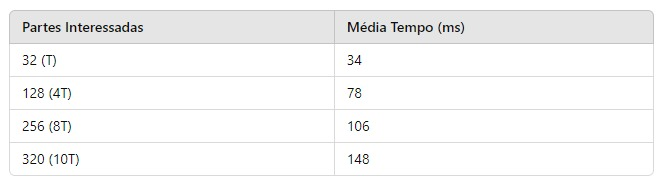 Partes Interessadas Média Tempo (ms)
32 (T) 34
128 (4T) 78
256 (8T) 106
320 (10T) 148